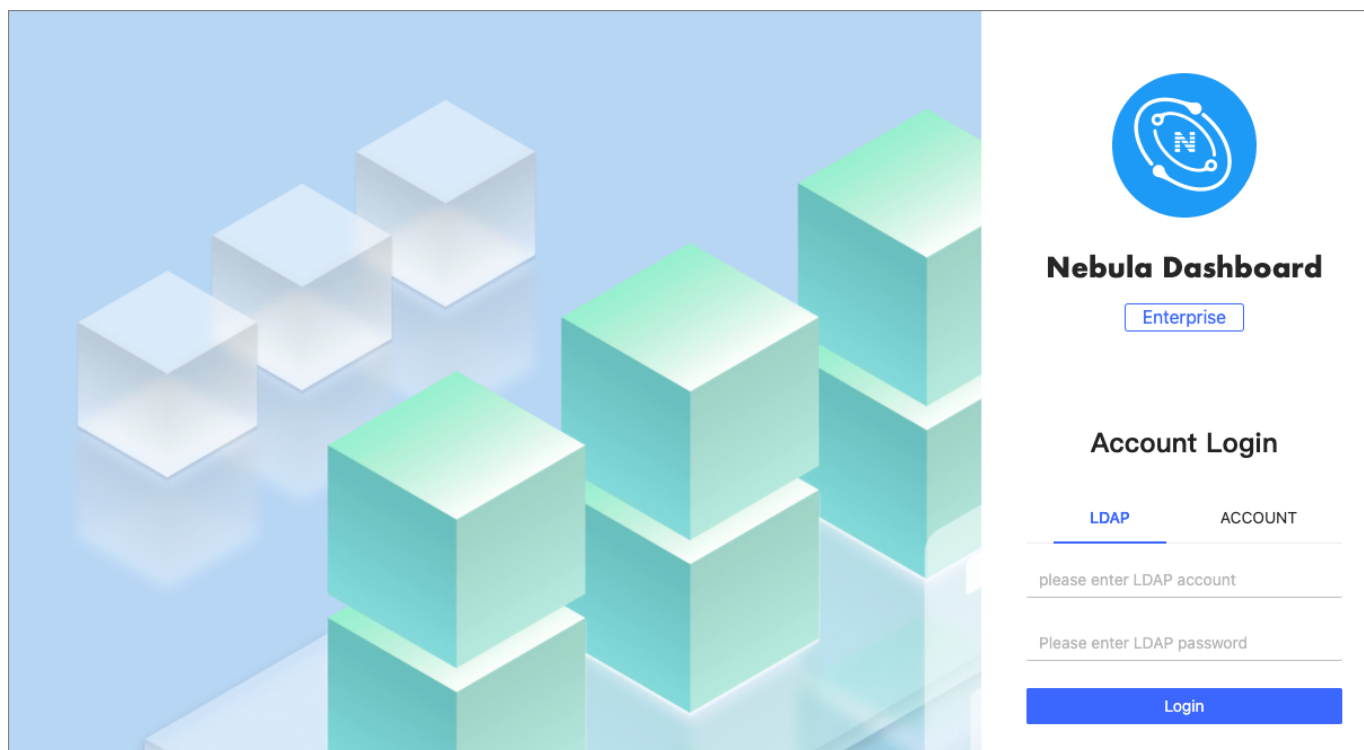 N
Nebula Dashboard
Enterprise
Account Login
LDAP ACCOUNT
please enter LDAP account
Please enter LDAP password
Login